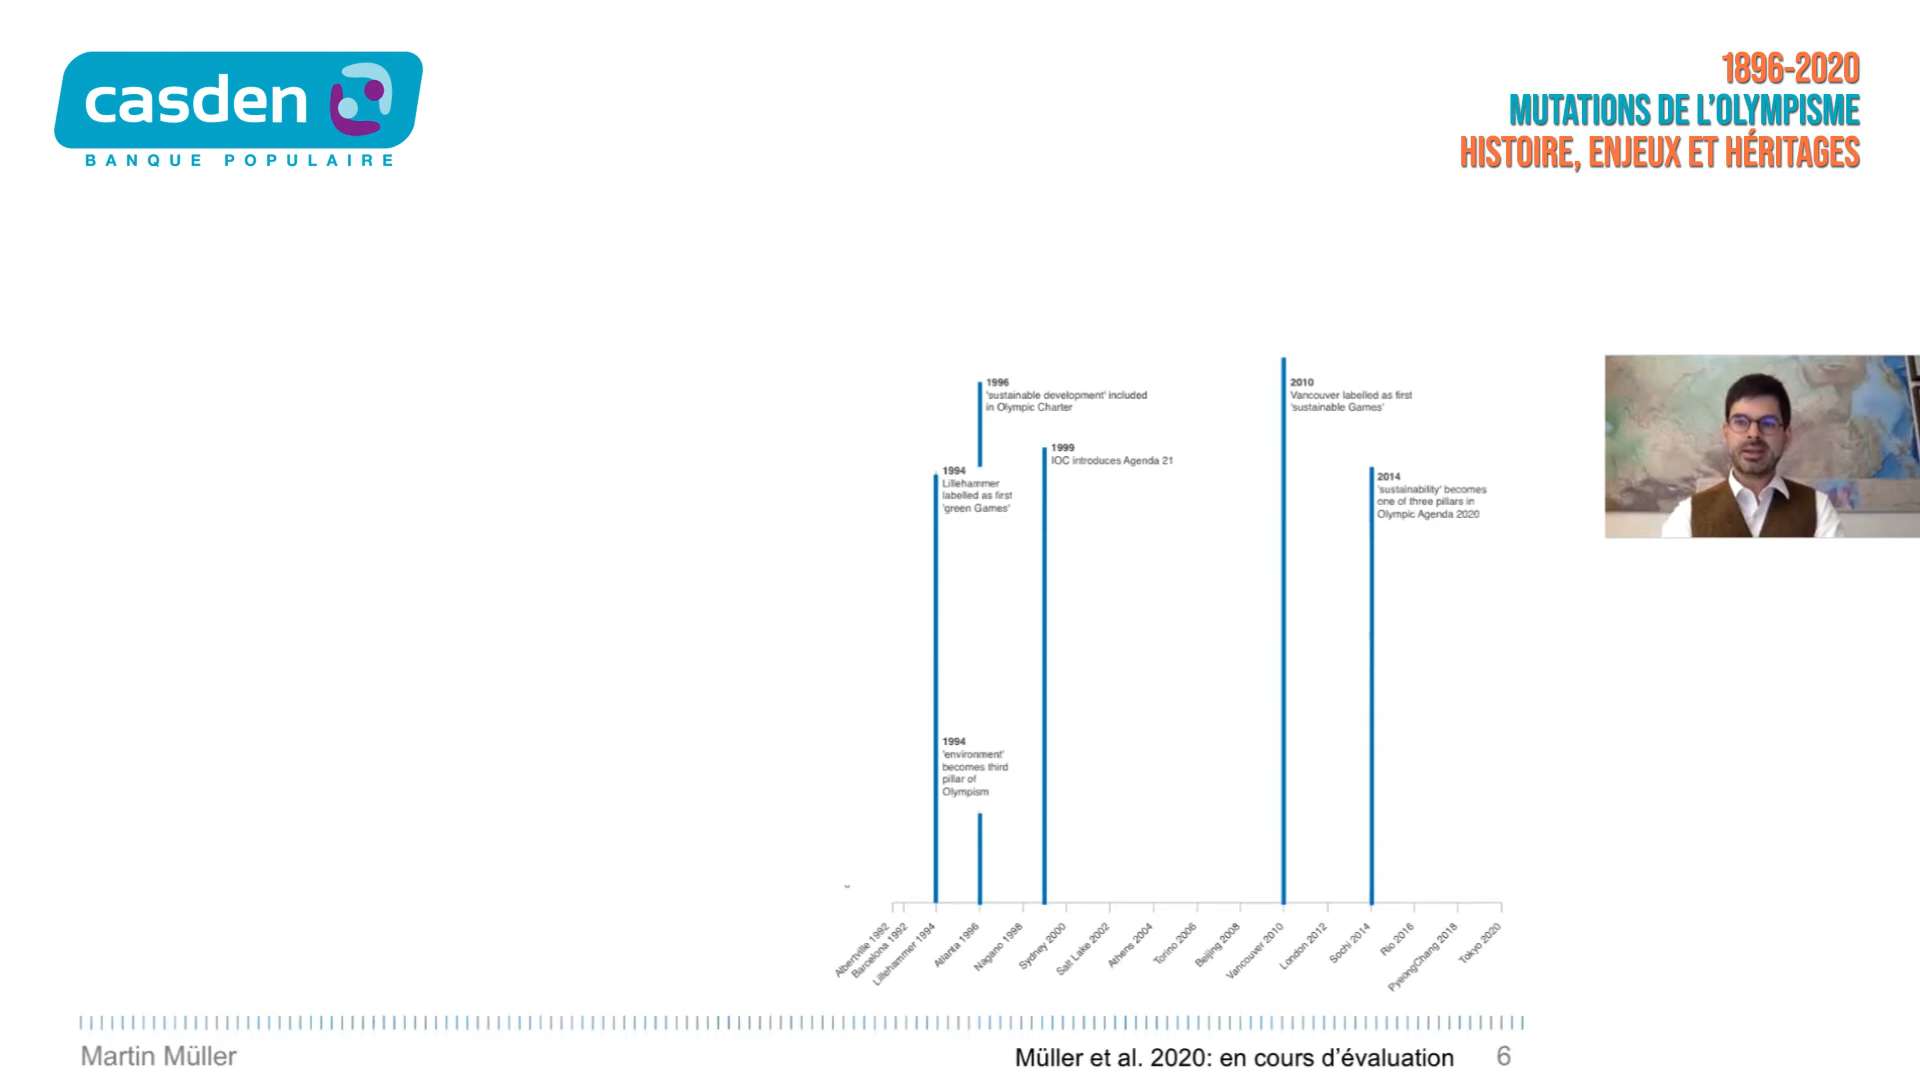 casden
BANQUE POPULAIRE
1896-2020
MUTATIONS DE L'OLYMPISME
HISTOIRE, ENJEUX ET HÉRITAGES
1996
'sustainable development' included
in Olympic Charter
2010
Vancouver labelled as first
'sustainable Games'
1999
IOC introduces Agenda 21
1994
Lillehammer
labelled as first
'green Games'
2014
'sustainability' becomes
one of three pillars in
Olympic Agenda 2020
1994
'environment'
becomes third
pillar of
Olympism
Albertville 1992
Barcelona 1992
Lillehammer 1994
Atlanta 1996
Nagano 1998
Sydney 2000
Salt Lake 2002
Athens 2004
Torino 2006
Beijing 2008
Vancouver 2010
London 2012
Sochi 2014
Rio 2016
PyeongChang 2018
Tokyo 2020
Martin Müller
Müller et al. 2020: en cours d'évaluation
6